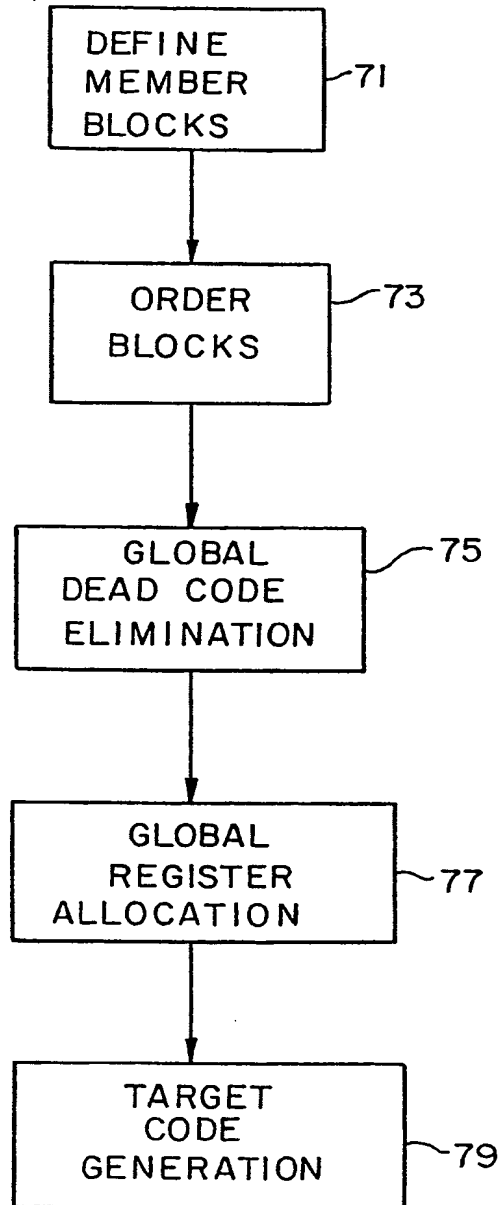 DEFINE
MEMBER
BLOCKS
71
ORDER
BLOCKS
73
GLOBAL
DEAD CODE
ELIMINATION
75
GLOBAL
REGISTER
ALLOCATION
77
TARGET
CODE
GENERATION
79